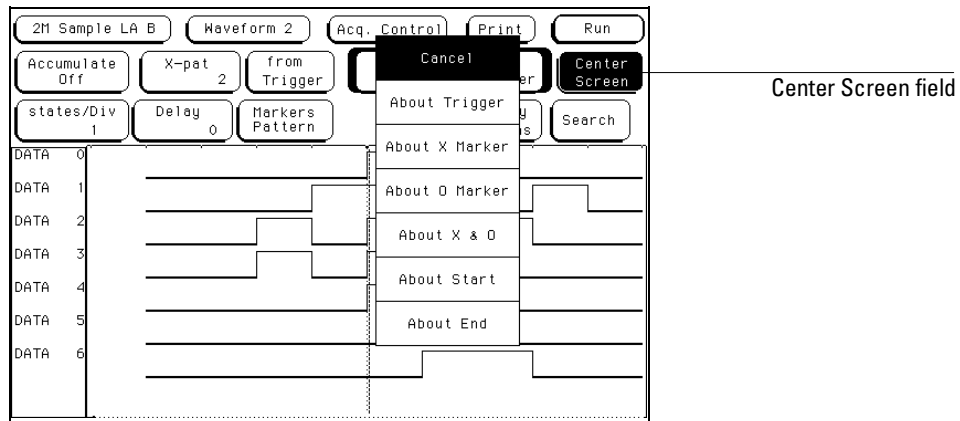 2M Sample LA B
Waveform 2
Acq. Control
Print
Run
Accumulate
Off
X-pat
2
from
Trigger
Cancel
er
Center
Screen
Center Screen field
states/Div
1
Delay
0
Markers
Pattern
About Trigger
y
ns
Search
About X Marker
About O Marker
About X & O
About Start
About End
DATA 0
DATA 1
DATA 2
DATA 3
DATA 4
DATA 5
DATA 6